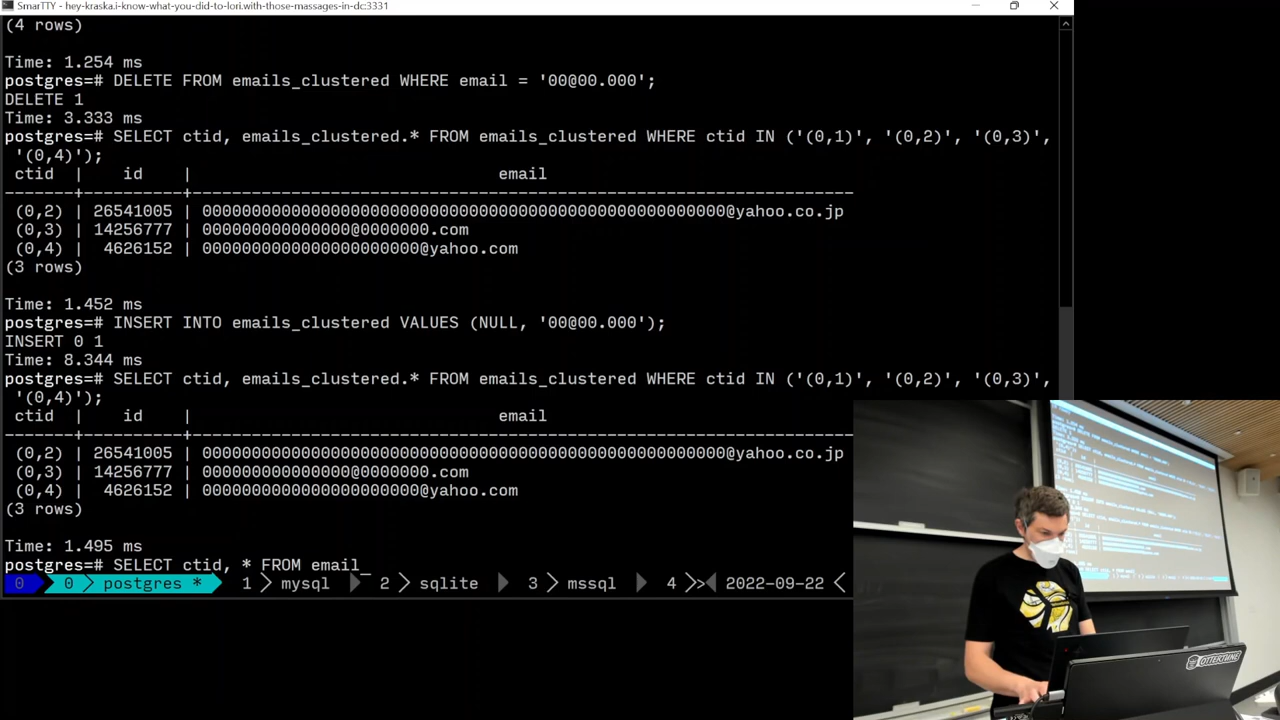 SmarTTY - hey-kraska.i-know-what-you-did-to-lori.with-those-massages-in-dc:3331
(4 rows)
Time: 1.254 ms
postgres=# DELETE FROM emails_clustered WHERE email = '00@00.000';
DELETE 1
Time: 3.333 ms
postgres=# SELECT ctid, emails_clustered.* FROM emails_clustered WHERE ctid IN ('(0,1)', '(0,2)', '(0,3)',
'(0,4)');
ctid | id | email
-------+----------+-------------------------------------------------------------------
(0,2) | 26541005 | 00000000000000000000000000000000000000000000000000000@yahoo.co.jp
(0,3) | 14256777 | 000000000000000@0000000.com
(0,4) | 4626152 | 0000000000000000000000@yahoo.com
(3 rows)
Time: 1.452 ms
postgres=# INSERT INTO emails_clustered VALUES (NULL, '00@00.000');
INSERT 0 1
Time: 8.344 ms
postgres=# SELECT ctid, emails_clustered.* FROM emails_clustered WHERE ctid IN ('(0,1)', '(0,2)', '(0,3)',
'(0,4)');
ctid | id | email
-------+----------+-------------------------------------------------------------------
(0,2) | 26541005 | 00000000000000000000000000000000000000000000000000000@yahoo.co.jp
(0,3) | 14256777 | 000000000000000@0000000.com
(0,4) | 4626152 | 0000000000000000000000@yahoo.com
(3 rows)
Time: 1.495 ms
postgres=# SELECT ctid, * FROM email_
0 0 postgres * 1 mysql 2 sqlite 3 mssql 4 >> 2022-09-22
OTTERTUNE